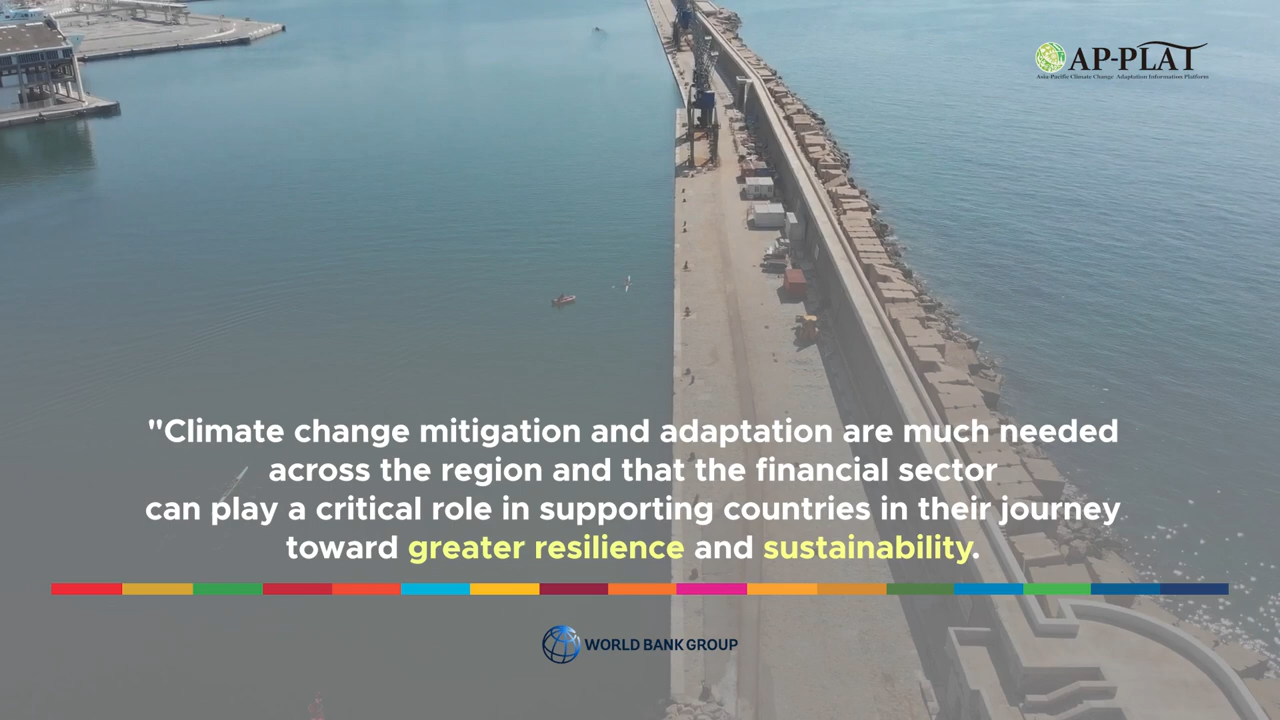 AP-PLAT
Asia-Pacific Climate Change Adaptation Information Platform
"Climate change mitigation and adaptation are much needed
across the region and that the financial sector
can play a critical role in supporting countries in their journey
toward greater resilience and sustainability.
WORLD BANK GROUP